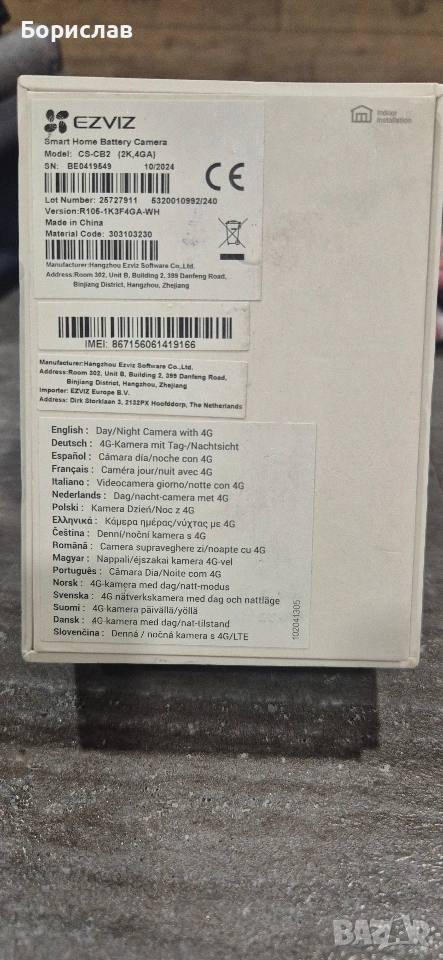 Борислав
EZVIZ
Smart Home Battery Camera
Model: CS-CB2 (2K,4GA)
SN: BE0419549 10/2024
Lot Number: 25727911 5320010992/240
Version:R105-1K3F4GA-WH
Made in China
Material Code: 303103230
Manufacturer:Hangzhou Ezviz Software Co.,Ltd.
Address:Room 302, Unit B, Building 2, 399 Danfeng Road,
Binjiang District, Hangzhou, Zhejiang
CE
Indoor
Installation
IMEI: 867156061419166
Manufacturer:Hangzhou Ezviz Software Co.,Ltd.
Address:Room 302, Unit B, Building 2, 399 Danfeng Road,
Binjiang District, Hangzhou, Zhejiang
Importer: EZVIZ Europe B.V.
Address: Dirk Storklaan 3, 2132PX Hoofddorp, The Netherlands
English : Day/Night Camera with 4G
Deutsch : 4G-Kamera mit Tag-/Nachtsicht
Español : Cámara día/noche con 4G
Français : Caméra jour/nuit avec 4G
Italiano : Videocamera giorno/notte con 4G
Nederlands : Dag/nacht-camera met 4G
Polski : Kamera Dzień/Noc z 4G
Ελληνικά : Κάμερα ημέρας/νύχτας με 4G
Čeština : Denní/noční kamera s 4G
Română : Camera supraveghere zi/noapte cu 4G
Magyar : Nappali/éjszakai kamera 4G-vel
Português : Câmara Dia/Noite com 4G
Norsk : 4G-kamera med dag/natt-modus
Svenska : 4G nätverkskamera med dag och nattläge
Suomi : 4G-kamera päivällä/yöllä
Dansk : 4G-kamera med dag/nat-tilstand
Slovenčina : Denná / nočná kamera s 4G/LTE
102041305
BAZAR